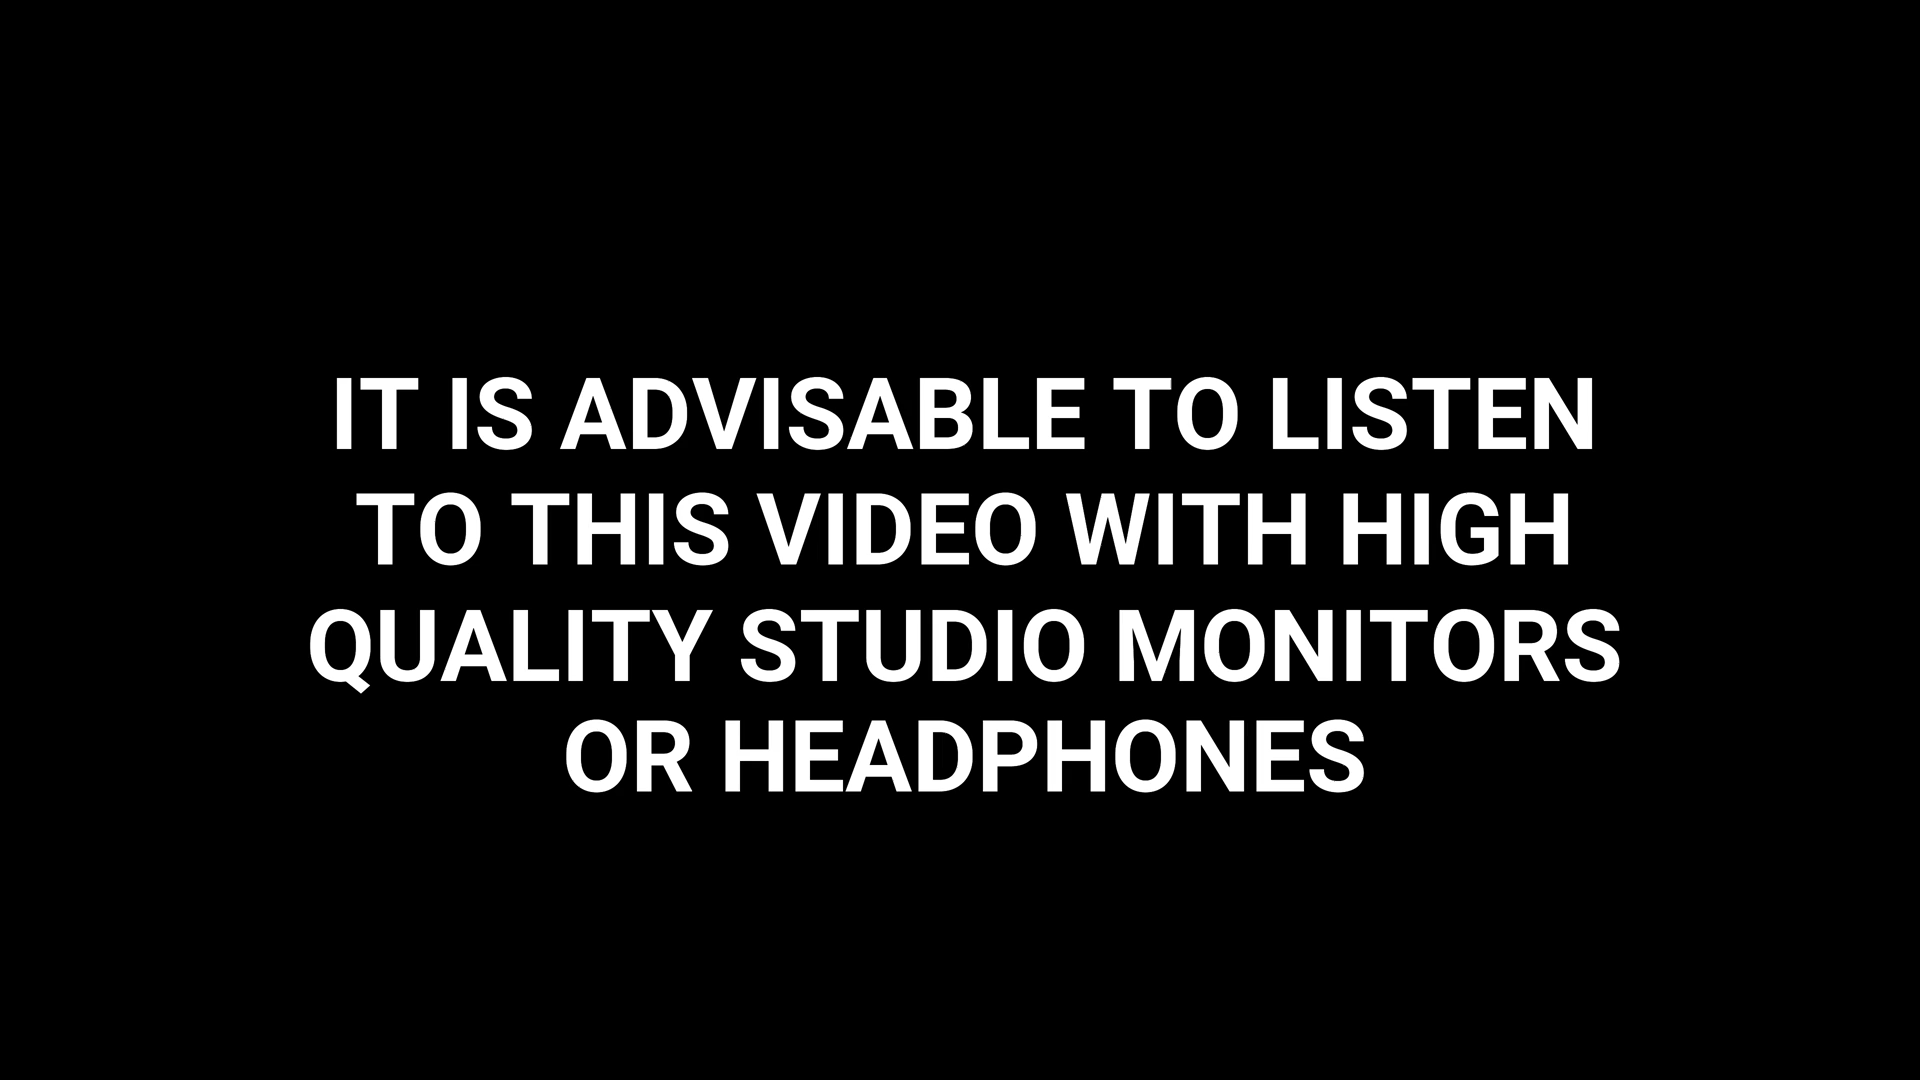 IT IS ADVISABLE TO LISTEN
TO THIS VIDEO WITH HIGH
QUALITY STUDIO MONITORS
OR HEADPHONES